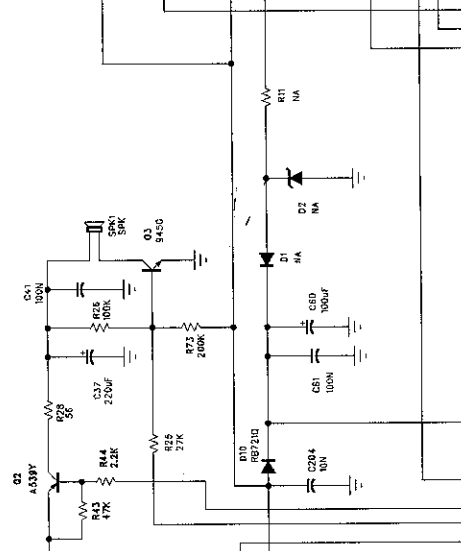 R11
NA
D2
NA
SPK1
SPK
Q3
945G
D1
NA
C41
100N
R26
100K
C60
100uF
R73
200K
C37
220uF
C61
100N
R28
56
R25
27K
D10
RB721Q
C204
10N
Q2
A539Y
R44
2.2K
R43
47K